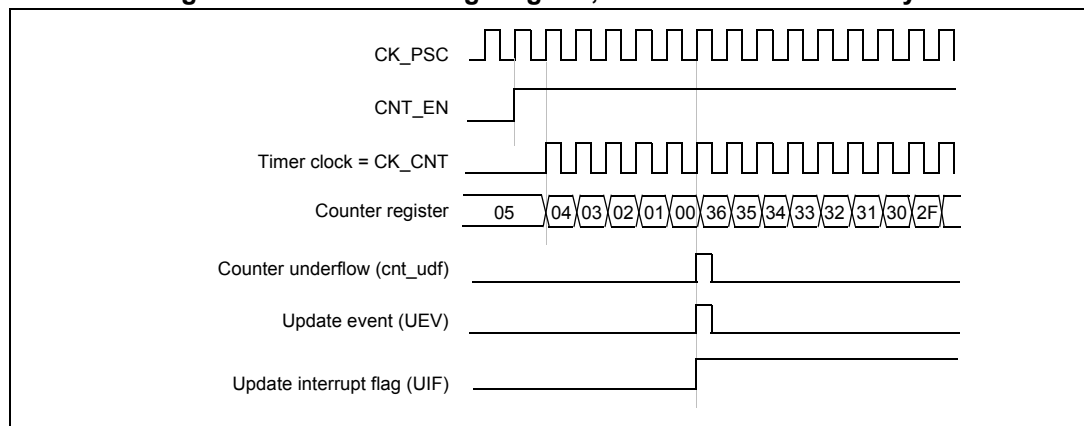 CK_PSC
CNT_EN
Timer clock = CK_CNT
Counter register 05 04 03 02 01 00 36 35 34 33 32 31 30 2F
Counter underflow (cnt_udf)
Update event (UEV)
Update interrupt flag (UIF)